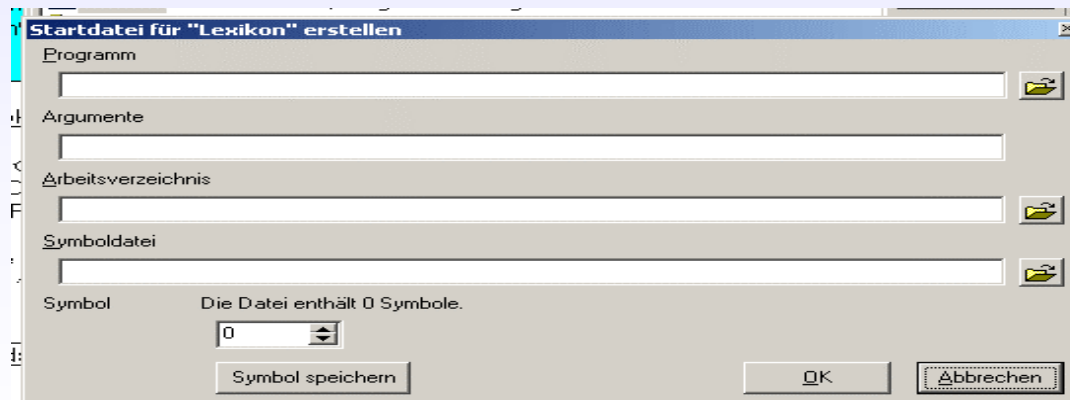 Startdatei für "Lexikon" erstellen
Programm
Argumente
Arbeitsverzeichnis
Symboldatei
Symbol Die Datei enthält 0 Symbole.
0
Symbol speichern OK Abbrechen